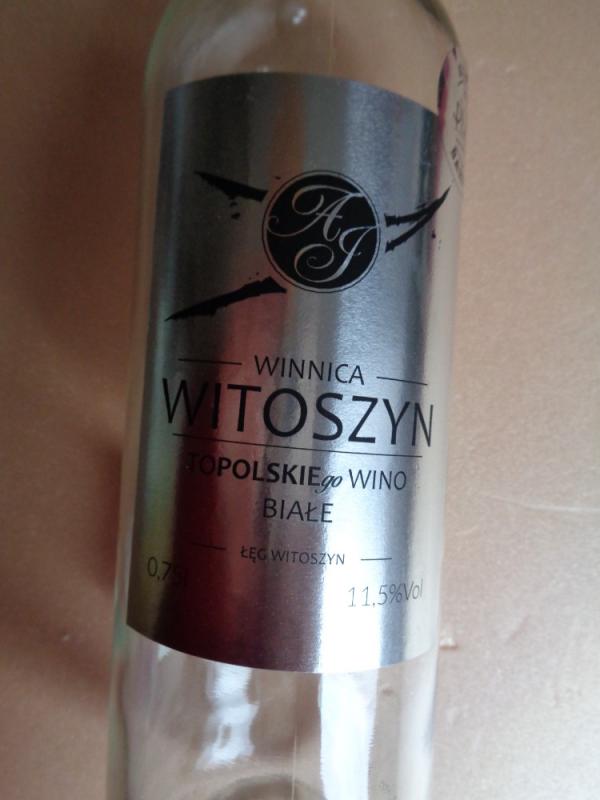 AJ
WINNICA
WITOSZYN
TOPOLSKIEgo WINO
BIAŁE
ŁĘG WITOSZYN
0,75l
11,5%Vol